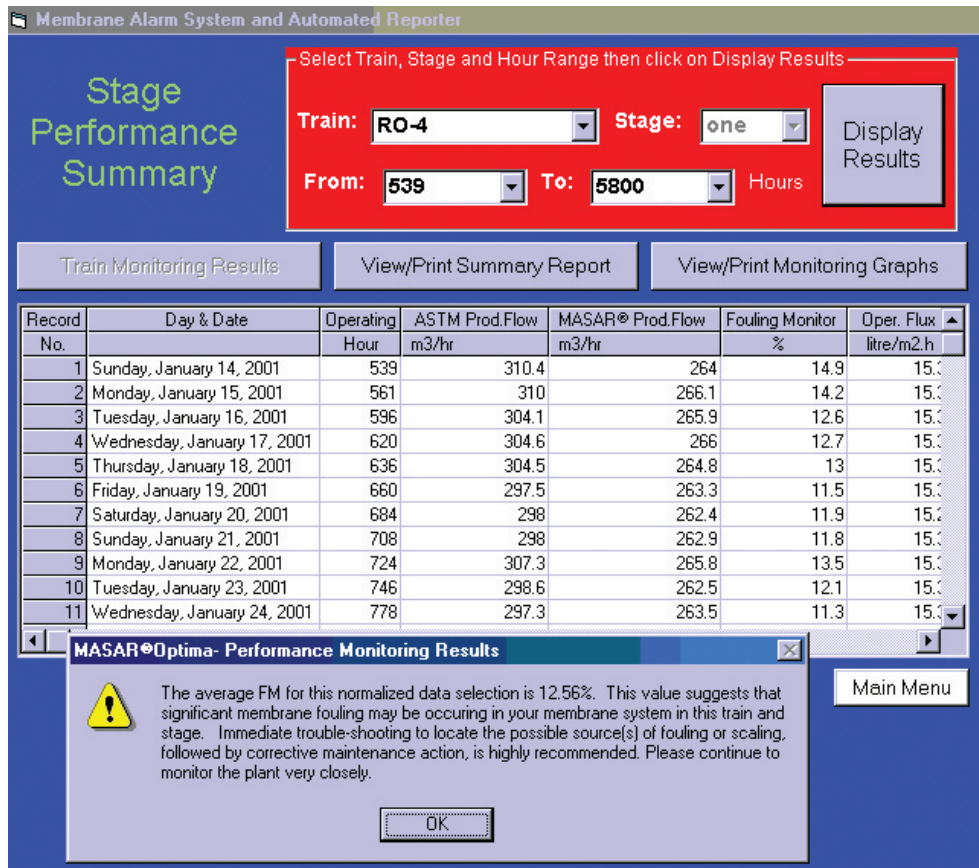 Membrane Alarm System and Automated Reporter
Stage
Performance
Summary
Select Train, Stage and Hour Range then click on Display Results
Train: RO-4 Stage: one
From: 539 To: 5800 Hours
Display
Results
Train Monitoring Results View/Print Summary Report View/Print Monitoring Graphs
Record Day & Date Operating ASTM Prod.Flow MASAR® Prod.Flow Fouling Monitor Oper. Flux
No. Hour m3/hr m3/hr % litre/m2.h
1 Sunday, January 14, 2001 539 310.4 264 14.9
2 Monday, January 15, 2001 561 310 266.1 14.2
3 Tuesday, January 16, 2001 596 304.1 265.9 12.6
4 Wednesday, January 17, 2001 620 304.6 266 12.7
5 Thursday, January 18, 2001 636 304.5 264.8 13
6 Friday, January 19, 2001 660 297.5 263.3 11.5
7 Saturday, January 20, 2001 684 298 262.4 11.9
8 Sunday, January 21, 2001 708 298 262.9 11.8
9 Monday, January 22, 2001 724 307.3 265.8 13.5
10 Tuesday, January 23, 2001 746 298.6 262.5 12.1
11 Wednesday, January 24, 2001 778 297.3 263.5 11.3
MASAR®Optima- Performance Monitoring Results
The average FM for this normalized data selection is 12.56%. This value suggests that
significant membrane fouling may be occuring in your membrane system in this train and
stage. Immediate trouble-shooting to locate the possible source(s) of fouling or scaling,
followed by corrective maintenance action, is highly recommended. Please continue to
monitor the plant very closely.
OK
Main Menu